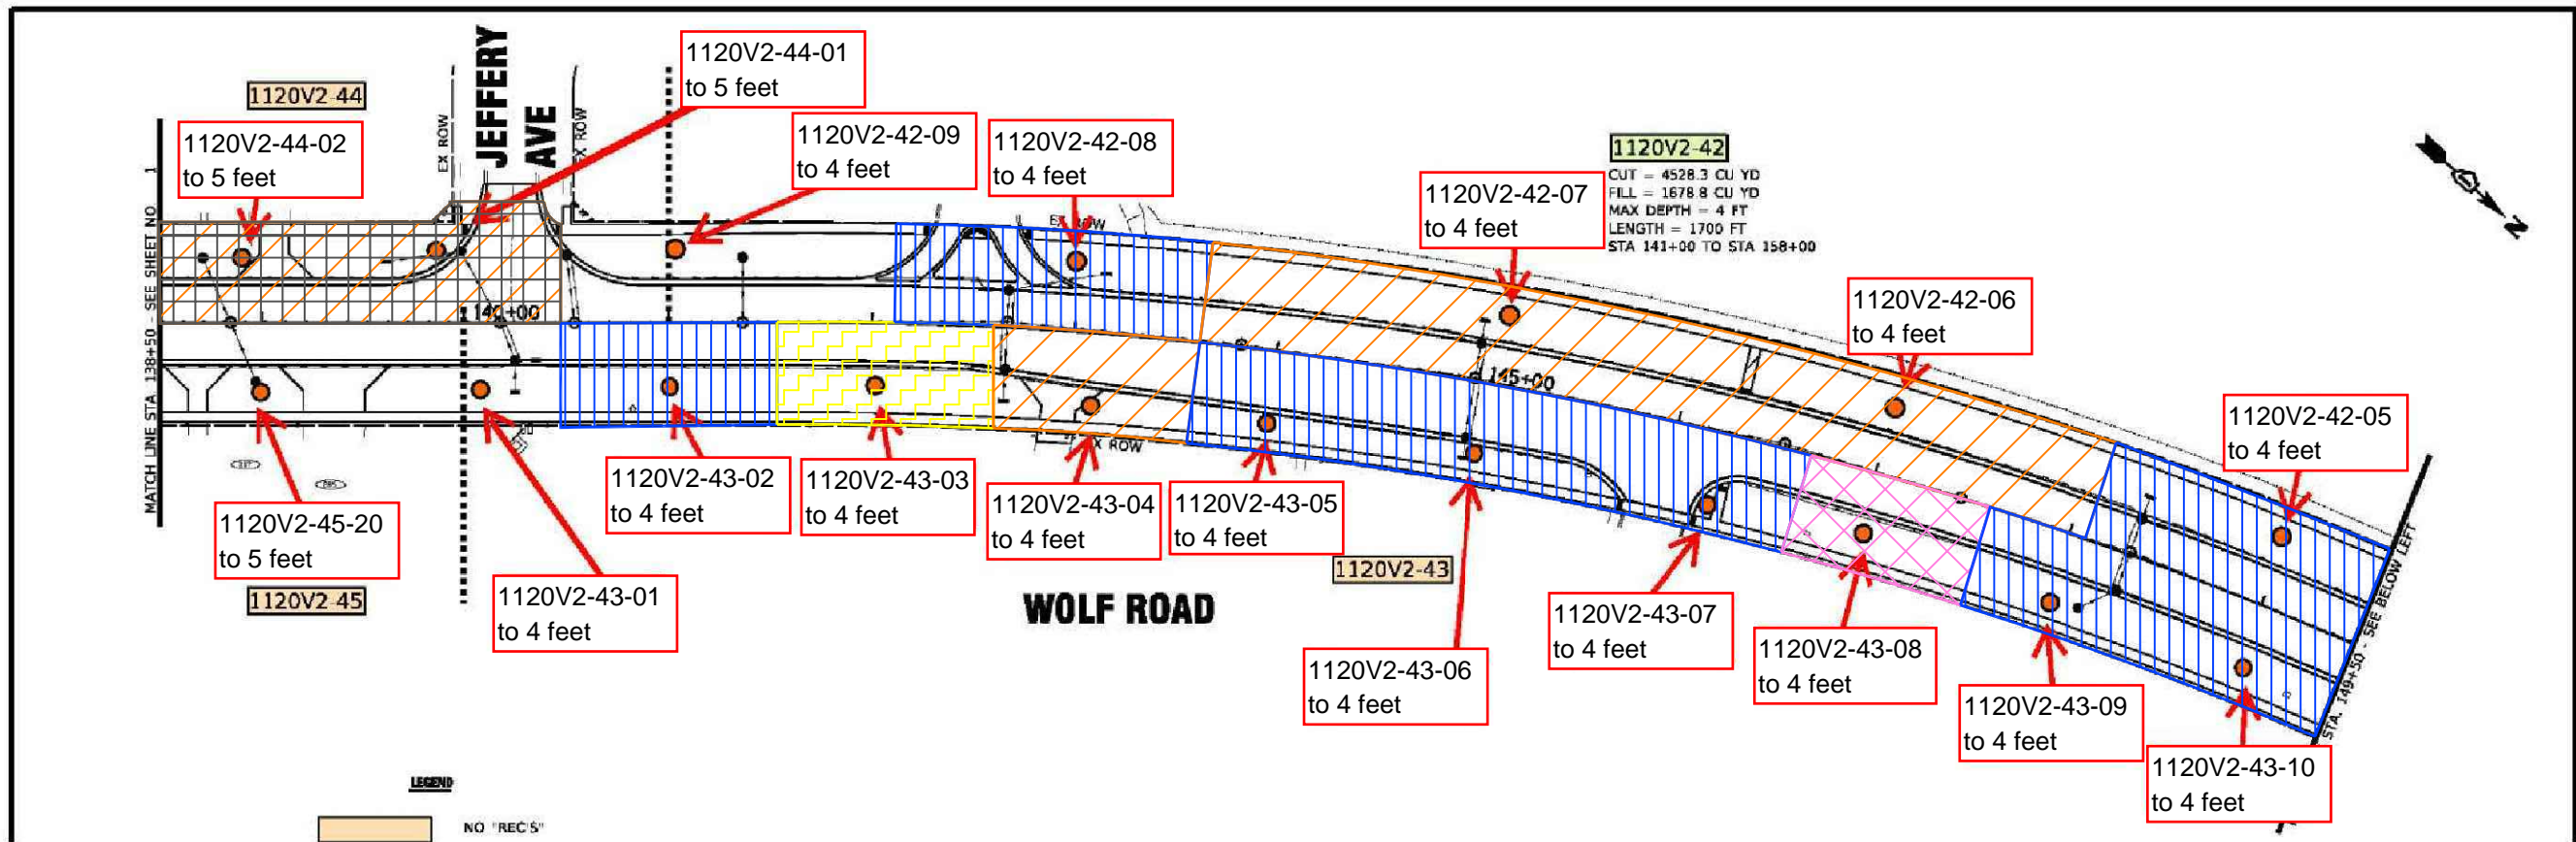 1120V2-44
JEFFERY
AVE
EX ROW
EX ROW
1120V2-44-01
to 5 feet
1120V2-44-02
to 5 feet
1120V2-42-09
to 4 feet
1120V2-42-08
to 4 feet
1120V2-42-07
to 4 feet
1120V2-42
CUT = 4528.3 CU YD
FILL = 1678.8 CU YD
MAX DEPTH = 4 FT
LENGTH = 1700 FT
STA 141+00 TO STA 158+00
N
1120V2-42-06
to 4 feet
1120V2-42-05
to 4 feet
MATCH LINE STA 138+50 - SEE SHEET NO. 1
140+00
145+00
EX ROW
EX ROW
1120V2-45-20
to 5 feet
1120V2-45
1120V2-43-01
to 4 feet
1120V2-43-02
to 4 feet
1120V2-43-03
to 4 feet
1120V2-43-04
to 4 feet
1120V2-43-05
to 4 feet
1120V2-43
WOLF ROAD
1120V2-43-06
to 4 feet
1120V2-43-07
to 4 feet
1120V2-43-08
to 4 feet
1120V2-43-09
to 4 feet
1120V2-43-10
to 4 feet
STA. 149+50 - SEE BELOW LEFT
LEGEND
NO "REC'S"